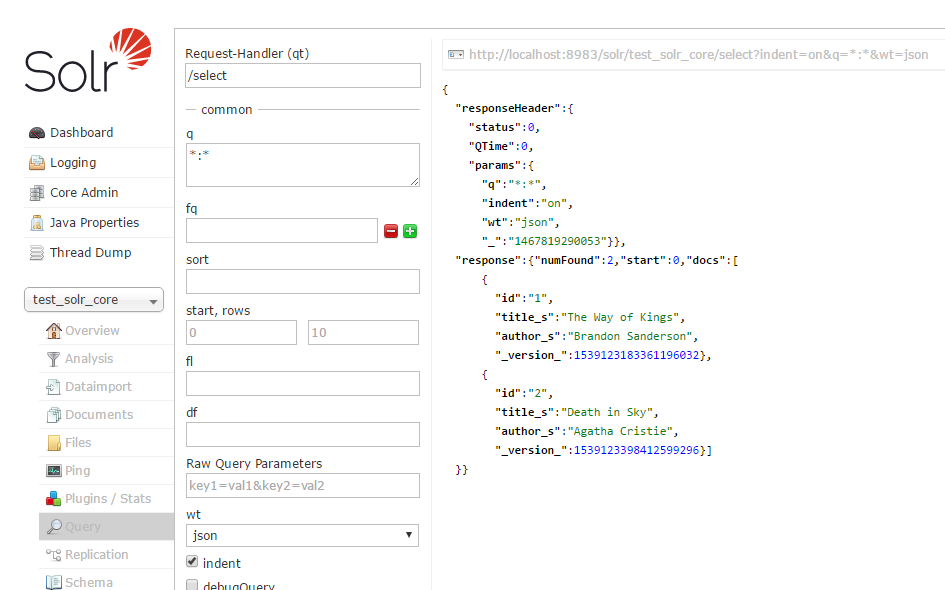 Solr
Dashboard
Logging
Core Admin
Java Properties
Thread Dump
test_solr_core
Overview
Analysis
Dataimport
Documents
Files
Ping
Plugins / Stats
Query
Replication
Schema
Request-Handler (qt)
/select
common
q
*:*
fq
sort
start, rows
0 10
fl
df
Raw Query Parameters
key1=val1&key2=val2
wt
json
indent
debugQuery
http://localhost:8983/solr/test_solr_core/select?indent=on&q=*:*&wt=json
{
"responseHeader":{
"status":0,
"QTime":0,
"params":{
"q":"*:*",
"indent":"on",
"wt":"json",
"_":"1467819290053"}},
"response":{"numFound":2,"start":0,"docs":[
{
"id":"1",
"title_s":"The Way of Kings",
"author_s":"Brandon Sanderson",
"_version_":1539123183361196032},
{
"id":"2",
"title_s":"Death in Sky",
"author_s":"Agatha Cristie",
"_version_":1539123398412599296}]
}}